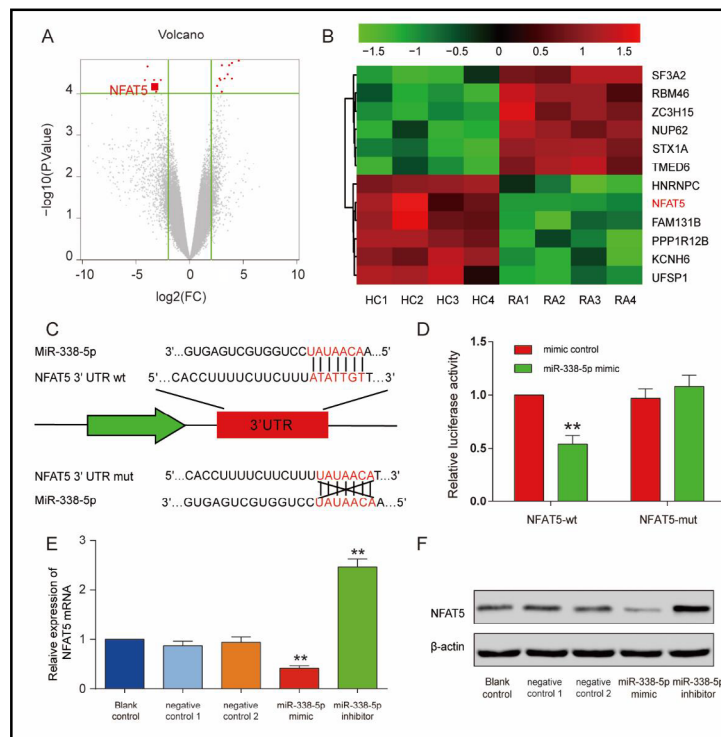 A
Volcano
NFAT5
4
4
3
2
1
0
−log10(P.Value)
-10
-5
0
5
10
log2(FC)
B
−1.5
−1
−0.5
0
0.5
1
1.5
SF3A2
RBM46
ZC3H15
NUP62
STX1A
TMED6
HNRNPC
NFAT5
FAM131B
PPP1R12B
KCNH6
UFSP1
HC1 HC2 HC3 HC4 RA1 RA2 RA3 RA4
C
MiR-338-5p 3'...GUGAGUCGUGGUCCUAUAACAA...5'
NFAT5 3' UTR wt 5'...CACCUUUUCUUCUUUATATTGTT...3'
3'UTR
NFAT5 3' UTR mut 5'...CACCUUUUCUUCUUUUAUAACAT...3'
MiR-338-5p 3'...GUGAGUCGUGGUCCUAUAACAA...5'
D
mimic control
miR-338-5p mimic
Relative luciferase activity
1.5
1.0
0.5
0.0
**
NFAT5-wt NFAT5-mut
E
Relaive expression of
NFAT5 mRNA
3
2
1
0
**
**
Blank
control
negative
control 1
negative
control 2
miR-338-5p
mimic
miR-338-5p
inhibitor
F
NFAT5
β-actin
Blank
control
negative
control 1
negative
control 2
miR-338-5p
mimic
miR-338-5p
inhibitor